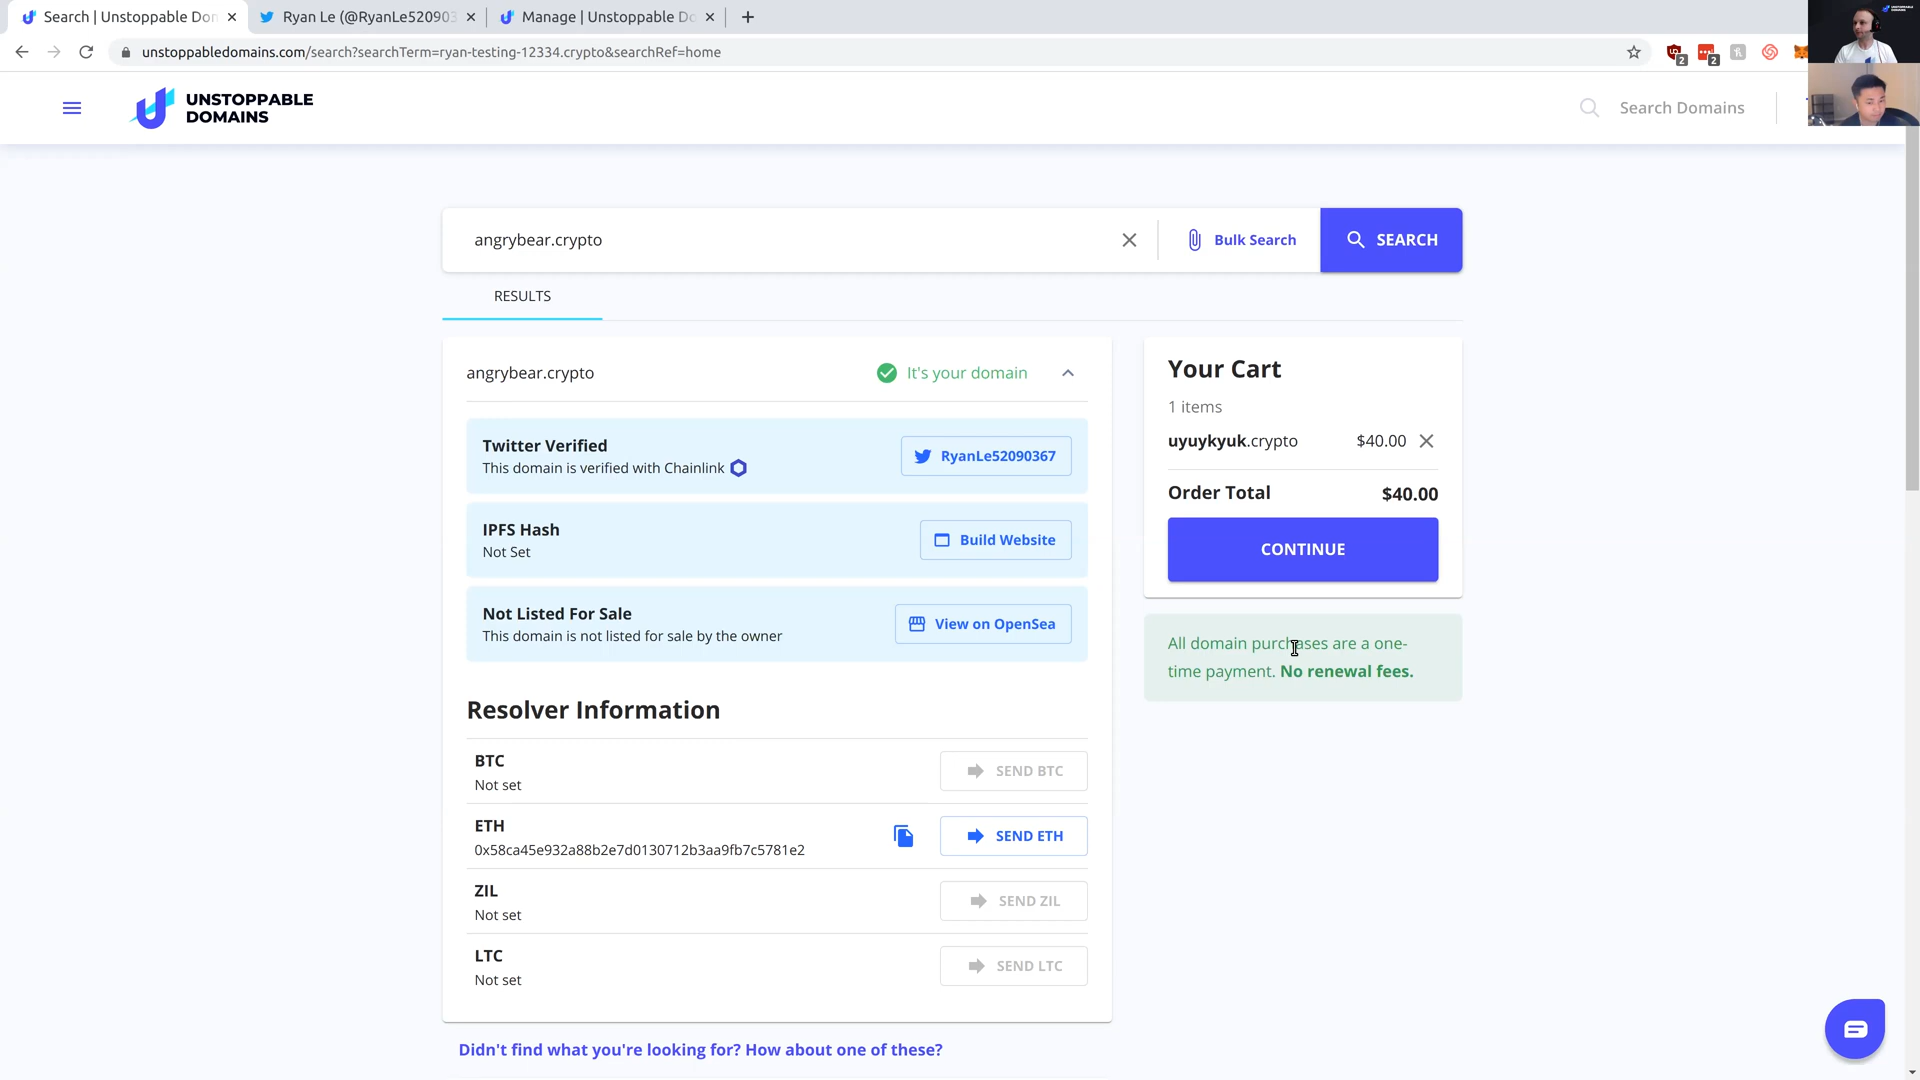 Search | Unstoppable Do
Ryan Le (@RyanLe52090
Manage | Unstoppable D
unstoppabledomains.com/search?searchTerm=ryan-testing-12334.crypto&searchRef=home
2
2
UNSTOPPABLE
DOMAINS
Search Domains
angrybear.crypto
Bulk Search
SEARCH
RESULTS
angrybear.crypto
It's your domain
Twitter Verified
This domain is verified with Chainlink
RyanLe52090367
IPFS Hash
Not Set
Build Website
Not Listed For Sale
This domain is not listed for sale by the owner
View on OpenSea
Resolver Information
BTC
Not set
SEND BTC
ETH
0x58ca45e932a88b2e7d0130712b3aa9fb7c5781e2
SEND ETH
ZIL
Not set
SEND ZIL
LTC
Not set
SEND LTC
Didn't find what you're looking for? How about one of these?
Your Cart
1 items
uyuykyuk.crypto
$40.00
Order Total
$40.00
CONTINUE
All domain purchases are a one-
time payment. No renewal fees.